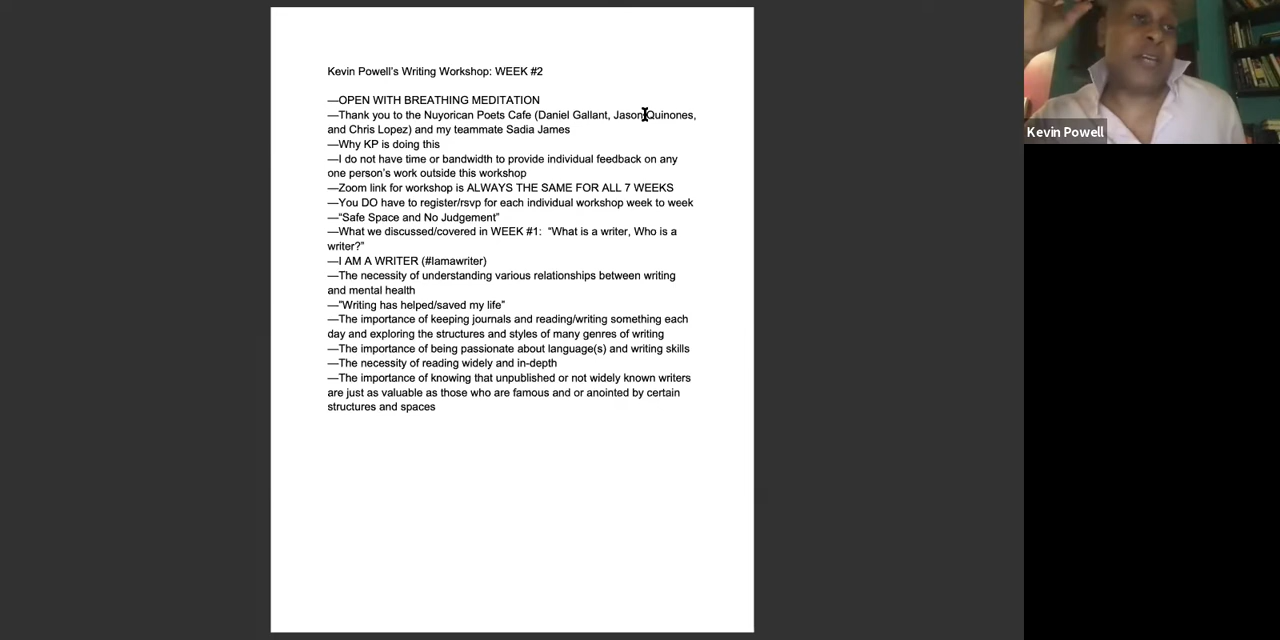 Kevin Powell's Writing Workshop: WEEK #2
—OPEN WITH BREATHING MEDITATION
—Thank you to the Nuyorican Poets Cafe (Daniel Gallant, Jason Quinones,
and Chris Lopez) and my teammate Sadia James
—Why KP is doing this
—I do not have time or bandwidth to provide individual feedback on any
one person's work outside this workshop
—Zoom link for workshop is ALWAYS THE SAME FOR ALL 7 WEEKS
—You DO have to register/rsvp for each individual workshop week to week
—“Safe Space and No Judgement”
—What we discussed/covered in WEEK #1:  “What is a writer, Who is a
writer?”
—I AM A WRITER (#Iamawriter)
—The necessity of understanding various relationships between writing
and mental health
—"Writing has helped/saved my life”
—The importance of keeping journals and reading/writing something each
day and exploring the structures and styles of many genres of writing
—The importance of being passionate about language(s) and writing skills
—The necessity of reading widely and in-depth
—The importance of knowing that unpublished or not widely known writers
are just as valuable as those who are famous and or anointed by certain
structures and spaces
Kevin Powell